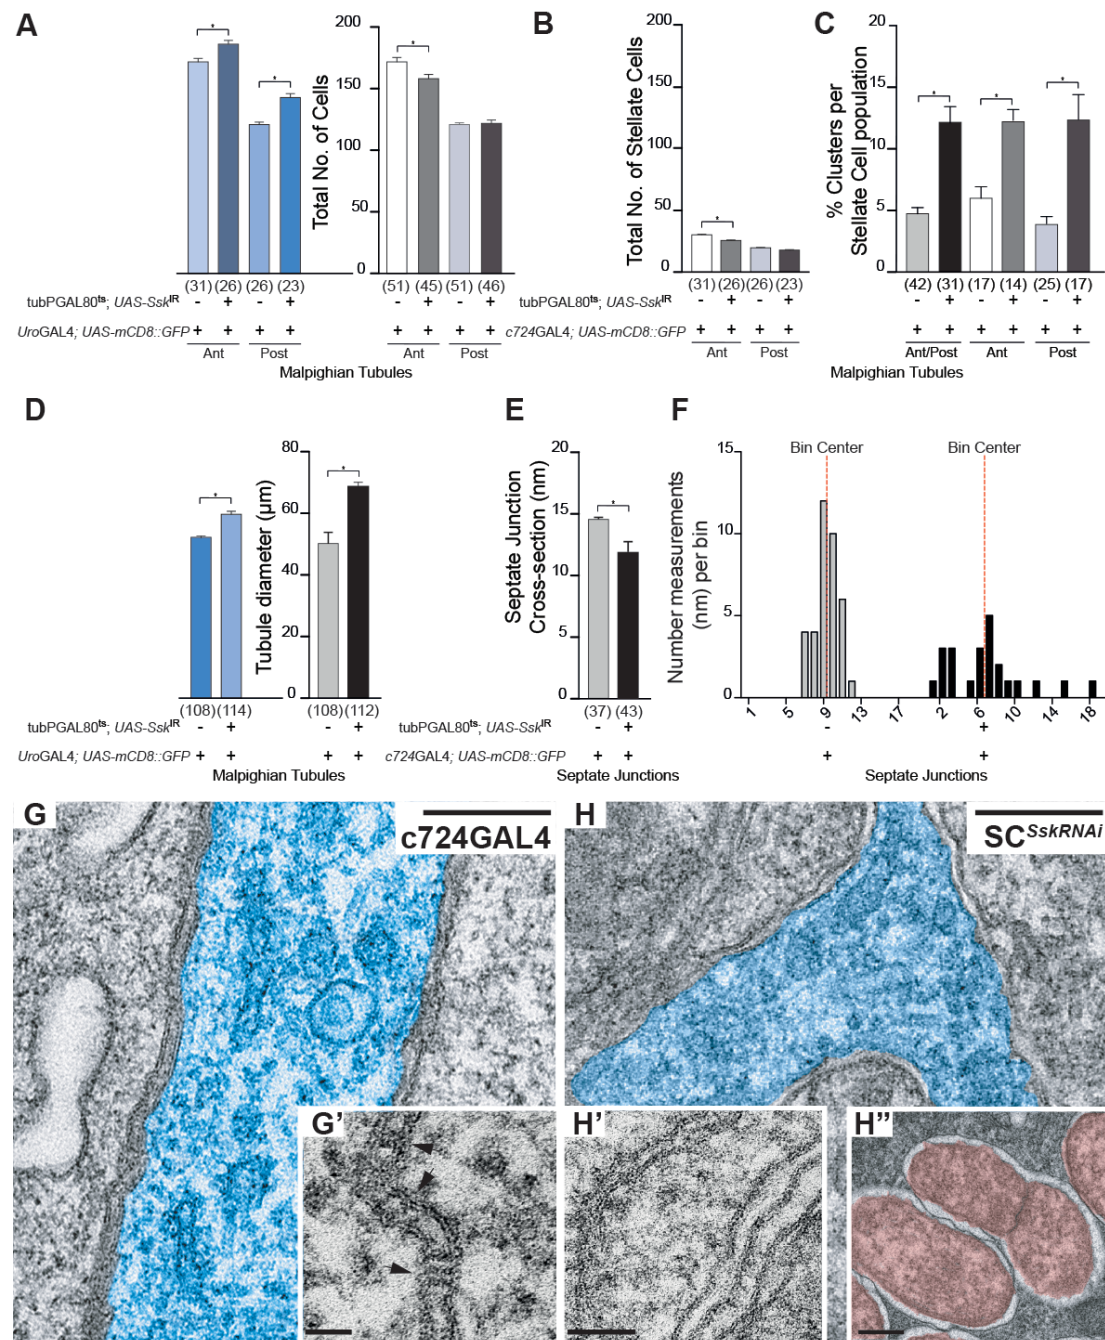 A
Total No. of Cells
200
150
100
50
0
* * *
(31) (26) (26) (23) (51) (45) (51) (46)
tubPGAL80ts; UAS-SskIR - + - + - + - +
UroGAL4; UAS-mCD8::GFP + + + + + + + +
Ant Post Ant Post
Malpighian Tubules
B
Total No. of Stellate Cells
200
150
100
50
0
*
(31) (26) (26) (23)
- + - +
c724GAL4; UAS-mCD8::GFP + + + +
Ant Post
C
% Clusters per
Stellate Cell population
20
15
10
5
0
* * *
(42) (31) (17) (14) (25) (17)
- + - + - +
+ + + + + +
Ant/Post Ant Post
Malpighian Tubules
D
Tubule diameter (µm)
80
60
40
20
0
* *
(108) (114) (108) (112)
tubPGAL80ts; UAS-SskIR - + - +
UroGAL4; UAS-mCD8::GFP + + + +
Malpighian Tubules
E
Septate Junction
Cross-section (nm)
20
15
10
5
0
*
(37) (43)
- +
c724GAL4; UAS-mCD8::GFP + +
Septate Junctions
F
Number measurements
(nm) per bin
15
10
5
0
Bin Center Bin Center
1 5 9 13 17 2 6 10 14 18
- +
+ +
Septate Junctions
G
c724GAL4
H
SCSskRNAi
G’
H’
H”